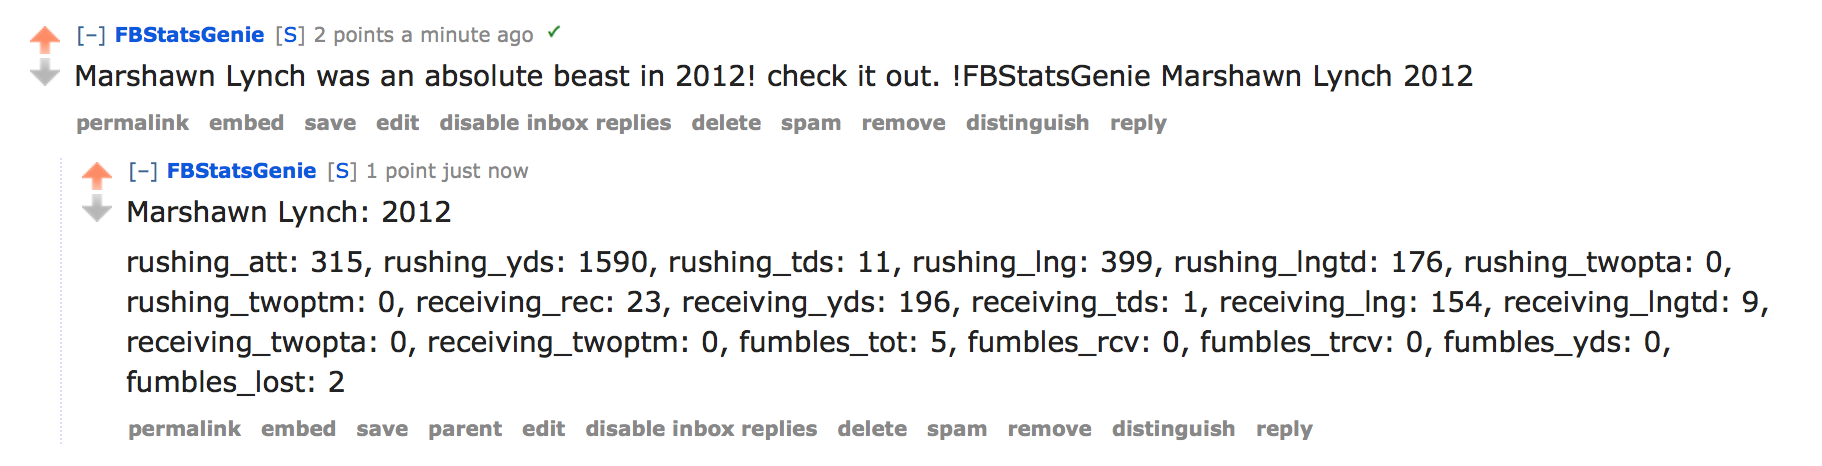 [–] FBStatsGenie [S] 2 points a minute ago ✓
Marshawn Lynch was an absolute beast in 2012! check it out. !FBStatsGenie Marshawn Lynch 2012
permalink embed save edit disable inbox replies delete spam remove distinguish reply
[–] FBStatsGenie [S] 1 point just now
Marshawn Lynch: 2012
rushing_att: 315, rushing_yds: 1590, rushing_tds: 11, rushing_lng: 399, rushing_lngtd: 176, rushing_twopta: 0,
rushing_twoptm: 0, receiving_rec: 23, receiving_yds: 196, receiving_tds: 1, receiving_lng: 154, receiving_lngtd: 9,
receiving_twopta: 0, receiving_twoptm: 0, fumbles_tot: 5, fumbles_rcv: 0, fumbles_trcv: 0, fumbles_yds: 0,
fumbles_lost: 2
permalink embed save parent edit disable inbox replies delete spam remove distinguish reply